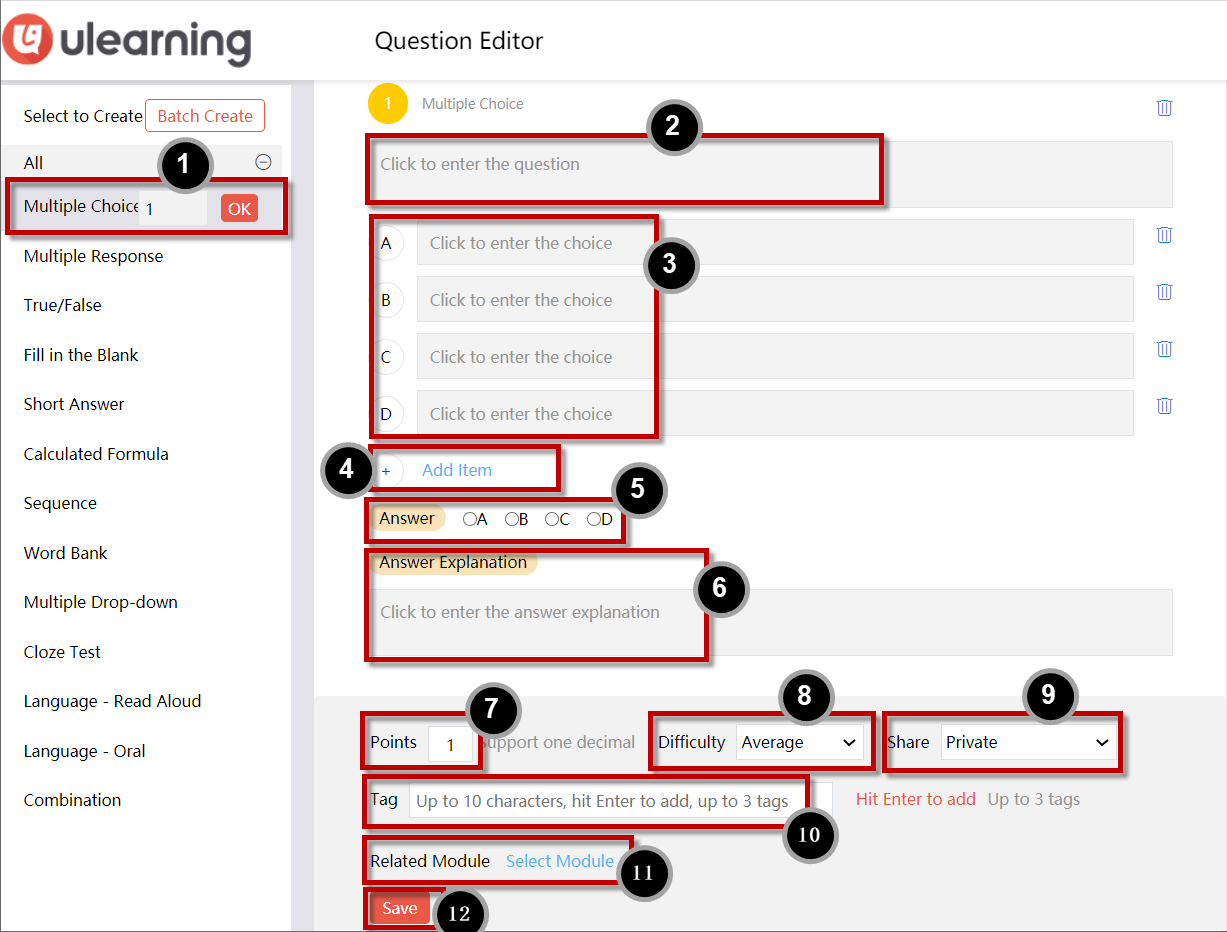 ulearning
Question Editor
Select to Create Batch Create
All
1
Multiple Choice 1 OK
Multiple Response
True/False
Fill in the Blank
Short Answer
Calculated Formula
Sequence
Word Bank
Multiple Drop-down
Cloze Test
Language - Read Aloud
Language - Oral
Combination
1 Multiple Choice
2
Click to enter the question
A Click to enter the choice
3
B Click to enter the choice
C Click to enter the choice
D Click to enter the choice
4 + Add Item
5
Answer A B C D
Answer Explanation
6
Click to enter the answer explanation
7 8 9
Points 1 support one decimal Difficulty Average Share Private
Tag Up to 10 characters, hit Enter to add, up to 3 tags Hit Enter to add Up to 3 tags
10
Related Module Select Module 11
Save 12